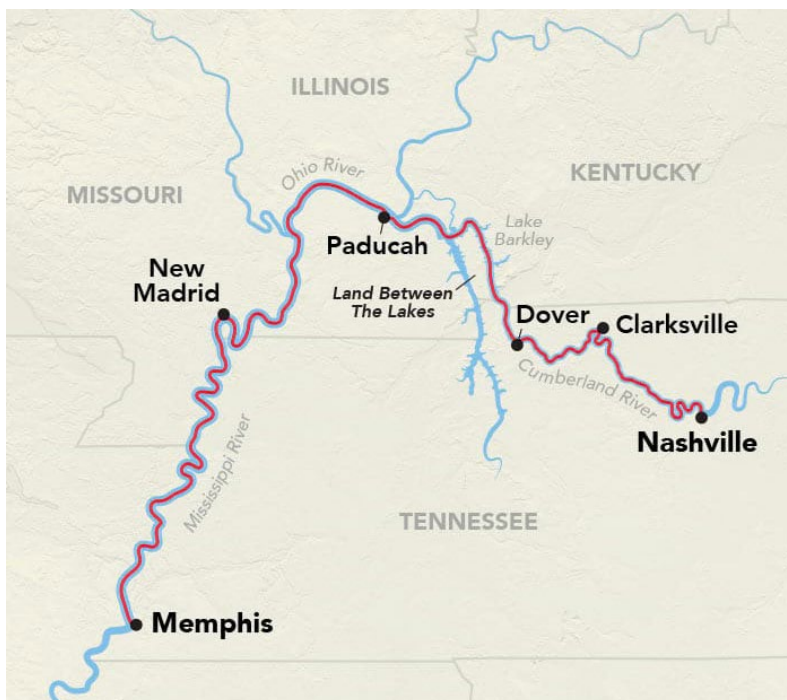 ILLINOIS
Ohio River
KENTUCKY
MISSOURI
Lake
Barkley
Paducah
New
Madrid
Land Between
The Lakes
Dover
Clarksville
Cumberland River
Nashville
Mississippi River
TENNESSEE
Memphis